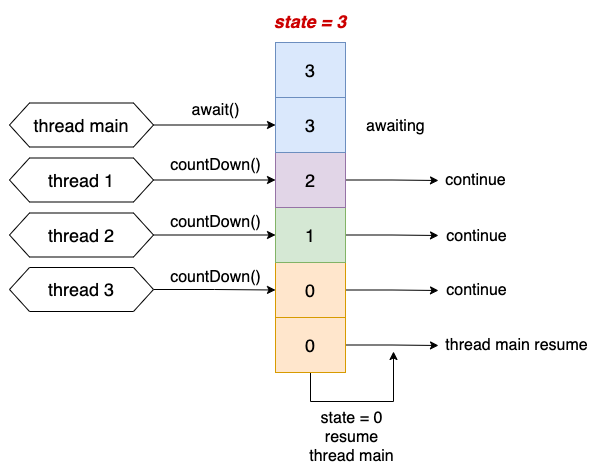 state = 3
3
thread main
await()
3
awaiting
thread 1
countDown()
2
continue
thread 2
countDown()
1
continue
thread 3
countDown()
0
continue
0
thread main resume
state = 0
resume
thread main